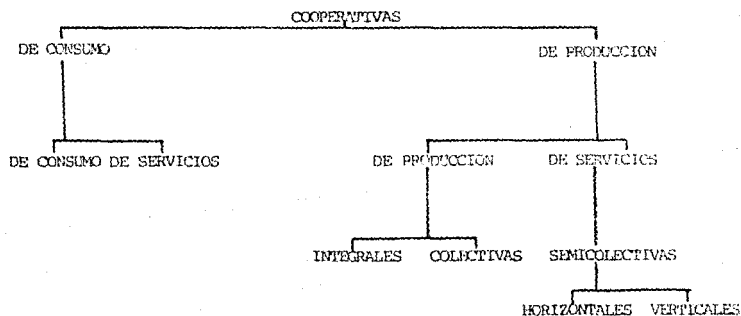 COOPERATIVAS
DE CONSUMO DE PRODUCCION
DE CONSUMO DE SERVICIOS DE PRODUCCION DE SERVICIOS
INTEGRALES COLECTIVAS SEMICOLECTIVAS
HORIZONTALES VERTICALES